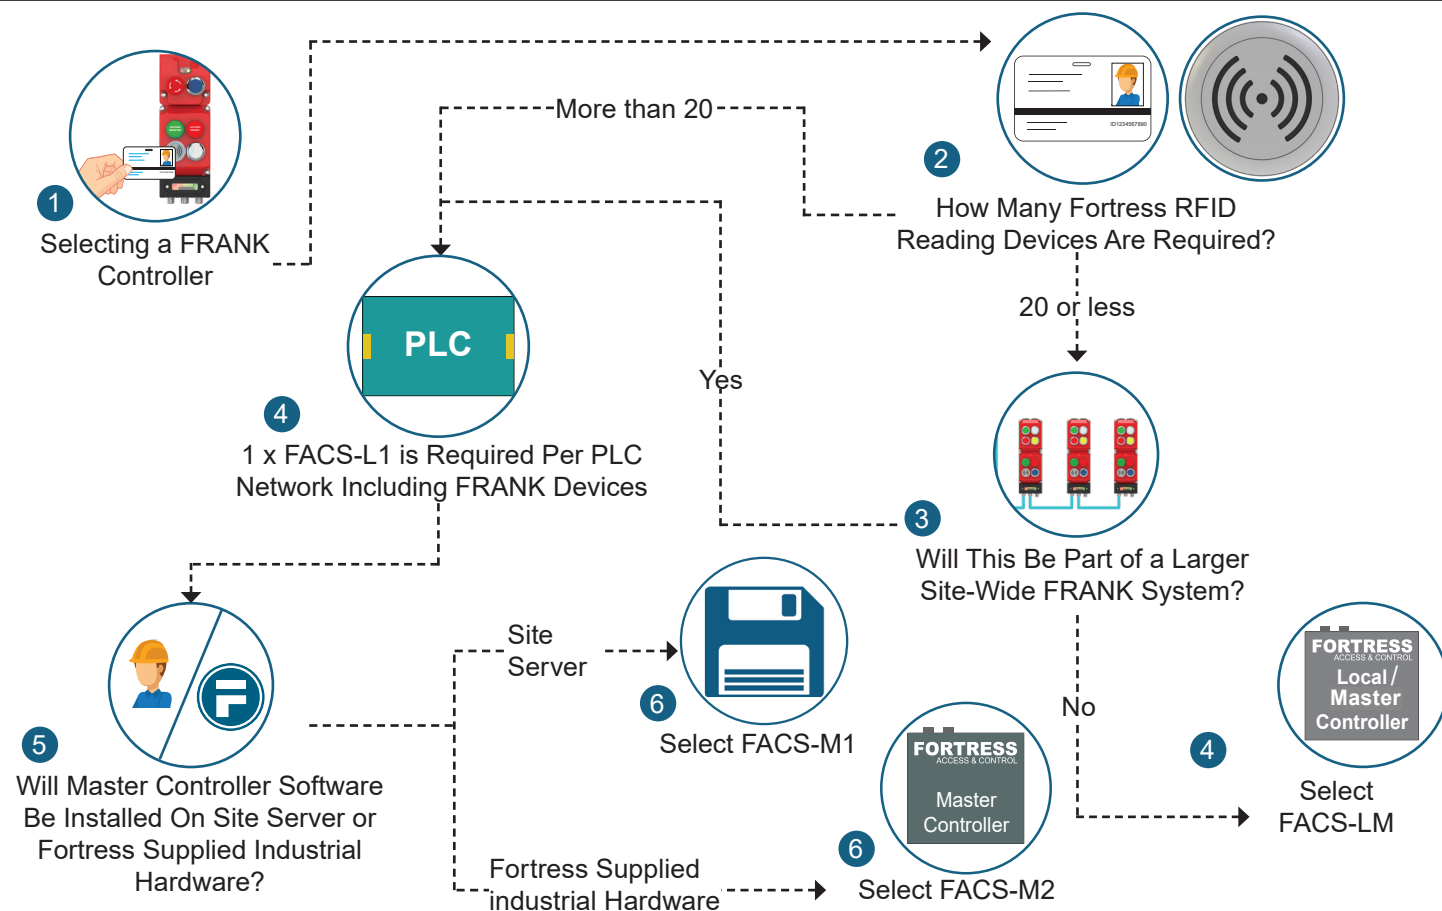 1
Selecting a FRANK
Controller
2
How Many Fortress RFID
Reading Devices Are Required?
ID1234567890
More than 20
20 or less
3
Will This Be Part of a Larger
Site-Wide FRANK System?
Yes
No
PLC
4
1 x FACS-L1 is Required Per PLC
Network Including FRANK Devices
5
Will Master Controller Software
Be Installed On Site Server or
Fortress Supplied Industrial
Hardware?
Site
Server
6
Select FACS-M1
Fortress Supplied
industrial Hardware
FORTRESS
ACCESS & CONTROL
Master
Controller
6
Select FACS-M2
FORTRESS
ACCESS & CONTROL
Local/
Master
Controller
4
Select
FACS-LM